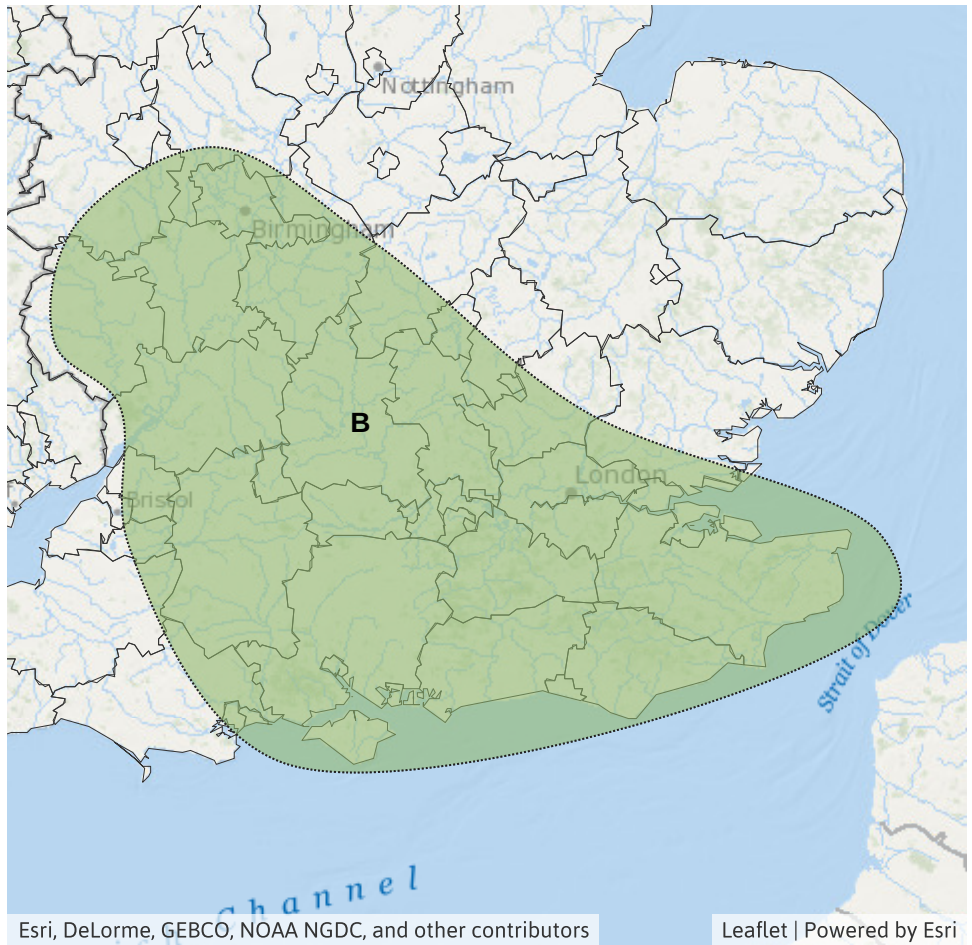 Nottingham
Birmingham
B
London
Bristol
Strait of Dover
Channel
Esri, DeLorme, GEBCO, NOAA NGDC, and other contributors
Leaflet | Powered by Esri